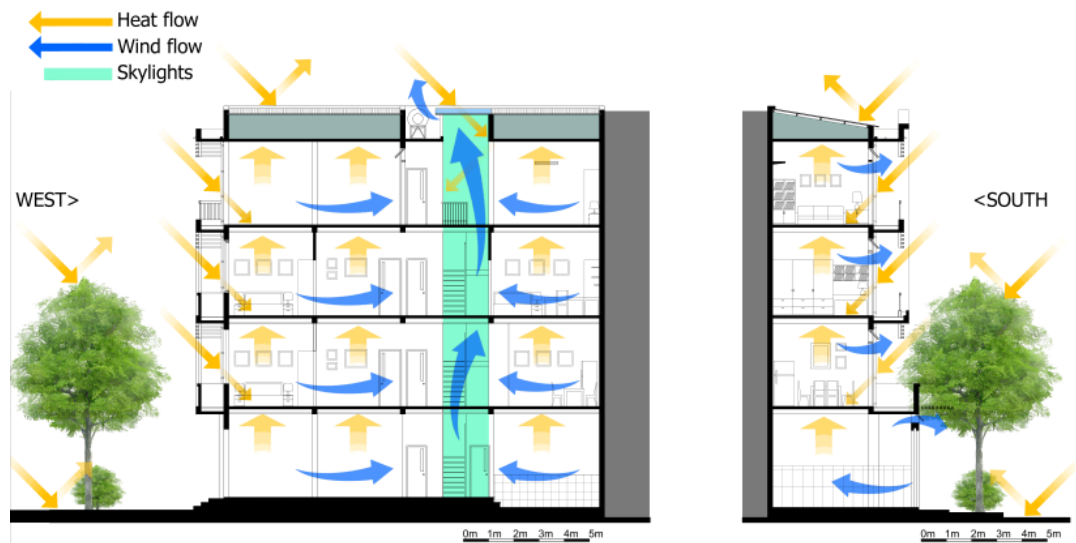 Heat flow
Wind flow
Skylights
WEST>
<SOUTH
0m 1m 2m 3m 4m 5m
0m 1m 2m 3m 4m 5m